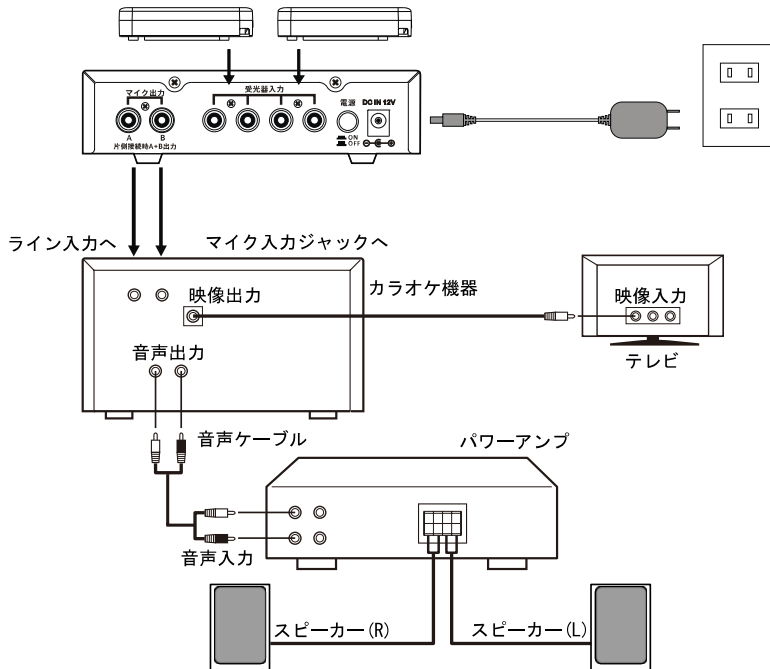 マイク出力
受光器入力
電源
DC IN 12V
A
B
片側接続時A+B出力
ON
OFF
ライン入力へ
マイク入力ジャックへ
カラオケ機器
映像出力
映像入力
テレビ
音声出力
音声ケーブル
パワーアンプ
音声入力
スピーカー(R)
スピーカー(L)